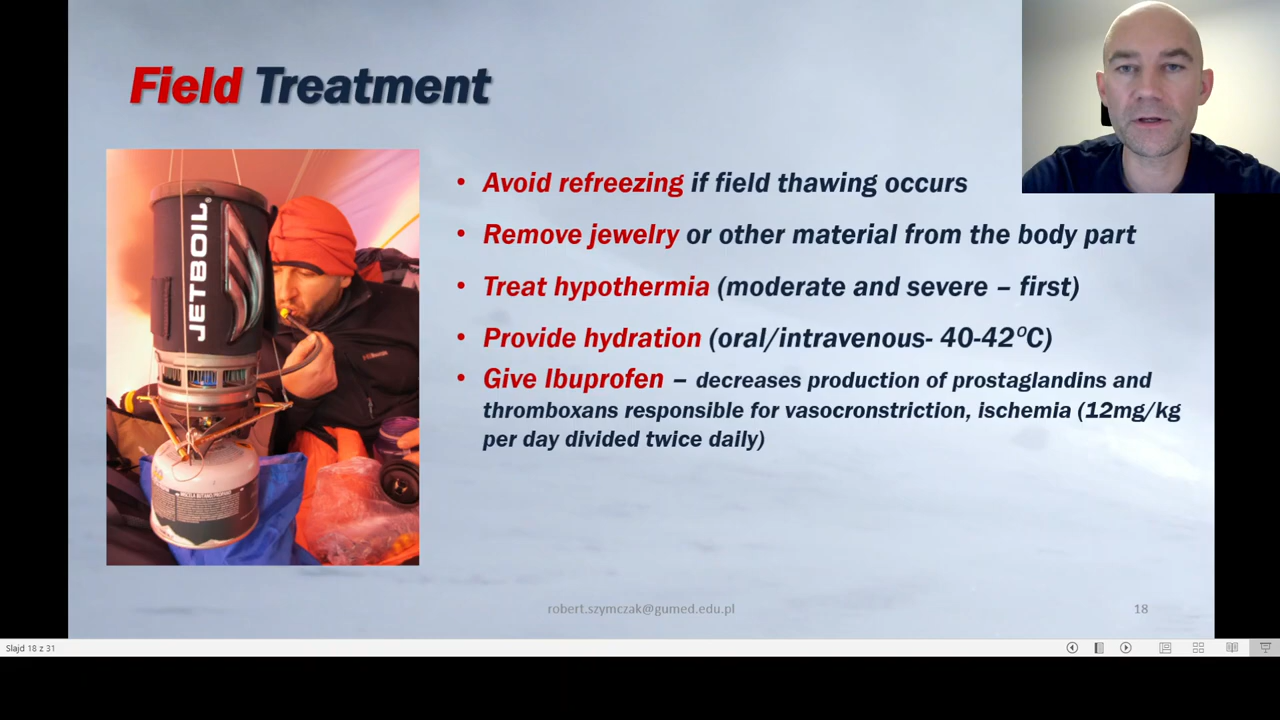 Field Treatment
JETBOIL®
• Avoid refreezing if field thawing occurs
• Remove jewelry or other material from the body part
• Treat hypothermia (moderate and severe – first)
• Provide hydration (oral/intravenous- 40-42ºC)
• Give Ibuprofen – decreases production of prostaglandins and
thromboxans responsible for vasocronstriction, ischemia (12mg/kg
per day divided twice daily)
robert.szymczak@gumed.edu.pl
18
Slajd 18 z 31